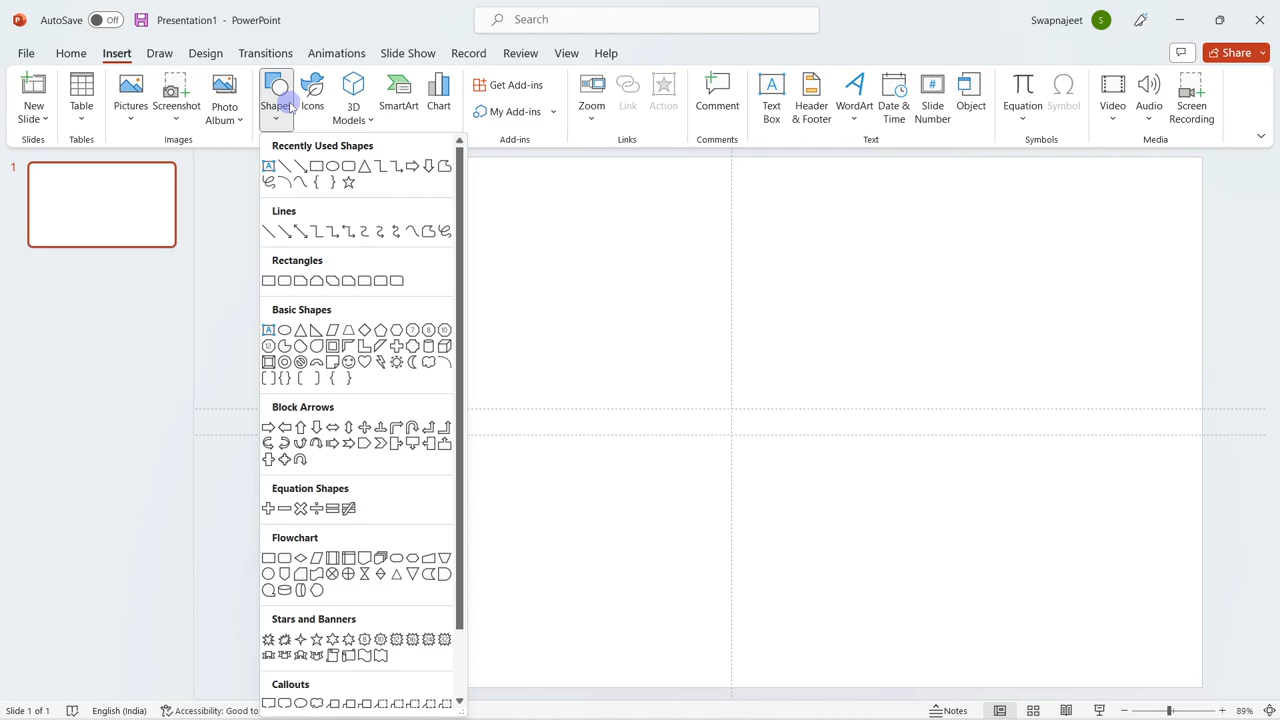 AutoSave Off Presentation1 - PowerPoint Search Swapnajeet S
File Home Insert Draw Design Transitions Animations Slide Show Record Review View Help Share
New Slide Table Pictures Screenshot Photo Album Shapes Icons 3D Models SmartArt Chart Get Add-ins My Add-ins Zoom Link Action Comment Text Box Header & Footer WordArt Date & Time Slide Number Object Equation Symbol Video Audio Screen Recording
Slides Tables Images Add-ins Links Comments Text Symbols Media
1
Recently Used Shapes
Lines
Rectangles
Basic Shapes
Block Arrows
Equation Shapes
Flowchart
Stars and Banners
Callouts
Slide 1 of 1 English (India) Accessibility: Good to Notes 89%